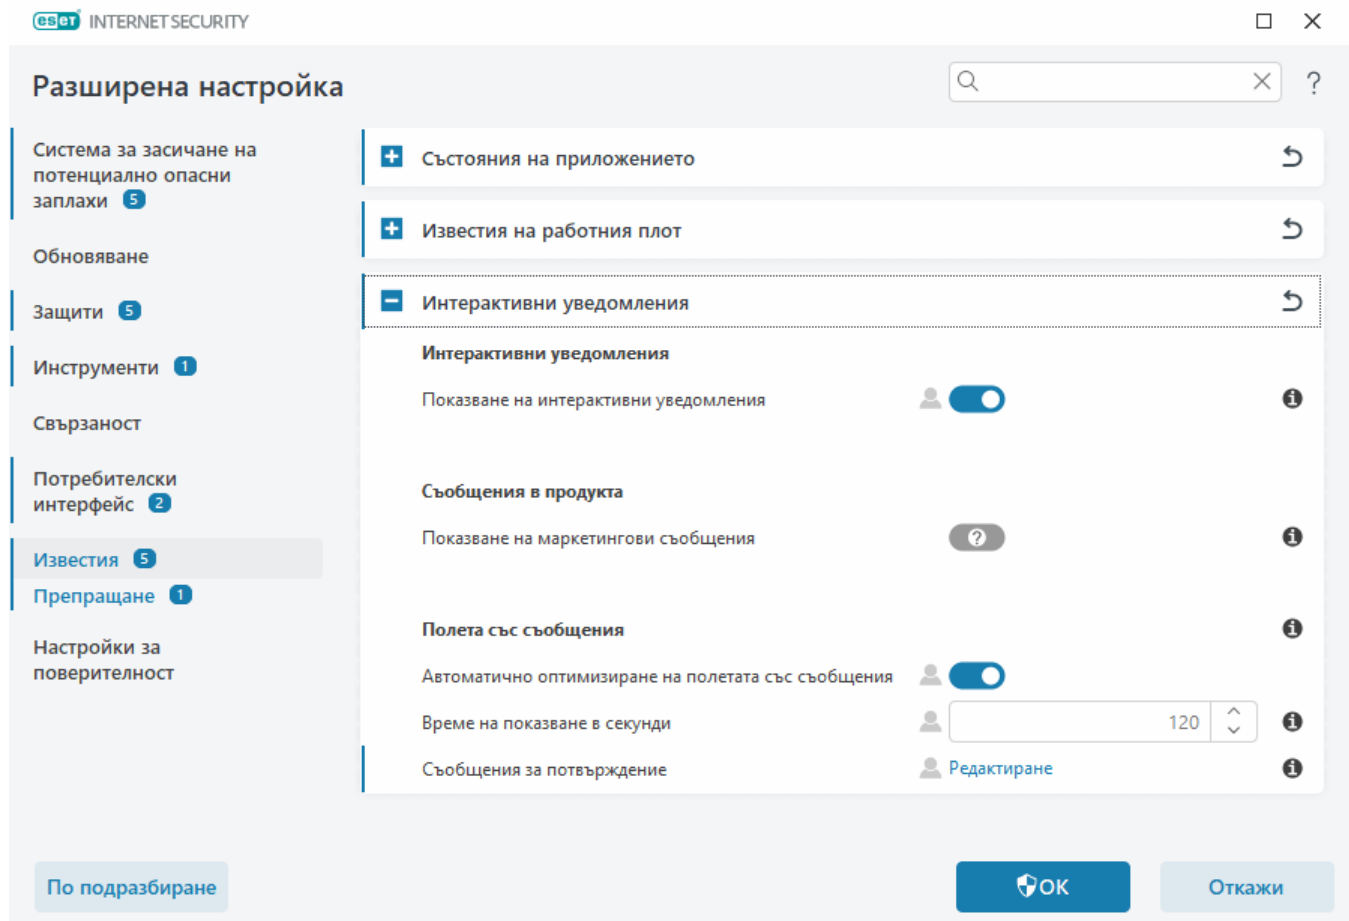 eseT INTERNET SECURITY
Разширена настройка
?
Система за засичане на
потенциално опасни
заплахи 5
Обновяване
Защити 5
Инструменти 1
Свързаност
Потребителски
интерфейс 2
Известия 5
Препращане 1
Настройки за
поверителност
Състояния на приложението
Известия на работния плот
Интерактивни уведомления
Интерактивни уведомления
Показване на интерактивни уведомления
Съобщения в продукта
Показване на маркетингови съобщения
?
Полета със съобщения
Автоматично оптимизиране на полетата със съобщения
Време на показване в секунди 120
Съобщения за потвърждение Редактиране
По подразбиране
ОК
Откажи